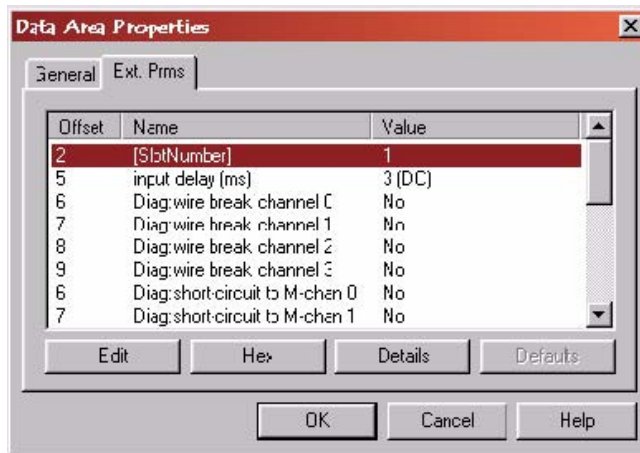 Data Area Properties
General Ext. Prms
Offset Name Value
2 [SlotNumber] 1
5 input delay (ms) 3 (DC)
6 Diag:wire break channel 0 No
7 Diag:wire break channel 1 No
8 Diag:wire break channel 2 No
9 Diag:wire break channel 3 No
6 Diag:short-circuit to M-chan 0 No
7 Diag:short-circuit to M-chan 1 No
Edit Hex Details Defaults
OK Cancel Help